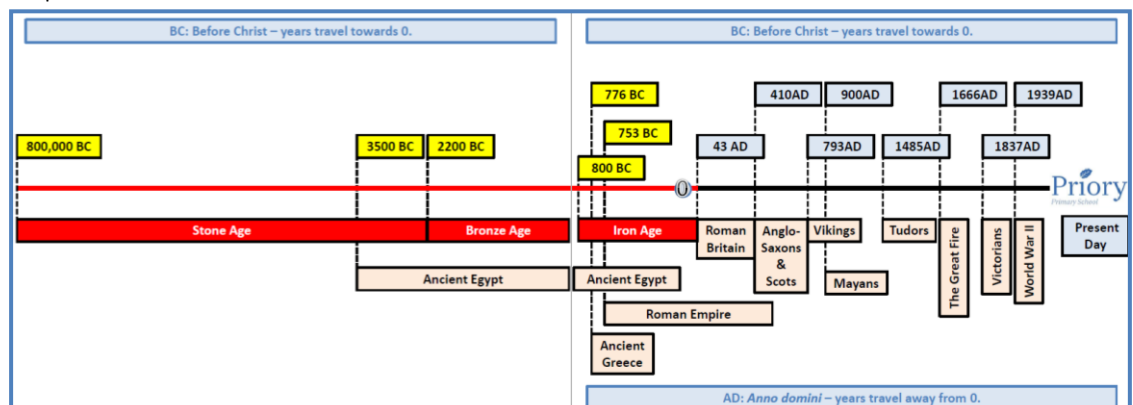 BC: Before Christ – years travel towards 0.
BC: Before Christ – years travel towards 0.
776 BC
410AD
900AD
1666AD
1939AD
753 BC
800,000 BC
3500 BC
2200 BC
43 AD
793AD
1485AD
1837AD
800 BC
0
Priory
Primary School
Stone Age
Bronze Age
Iron Age
Roman
Britain
Anglo-
Saxons
&
Scots
Vikings
Tudors
The Great Fire
Victorians
World War II
Present
Day
Ancient Egypt
Ancient Egypt
Mayans
Roman Empire
Ancient
Greece
AD: Anno domini – years travel away from 0.